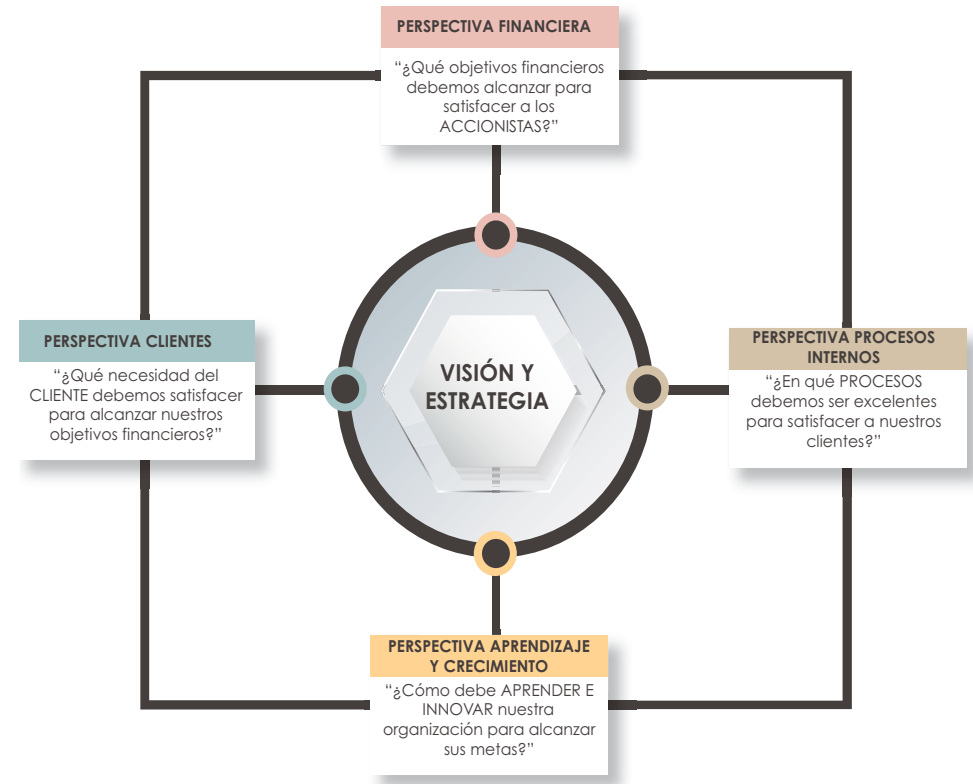 PERSPECTIVA FINANCIERA
“¿Qué objetivos financieros
debemos alcanzar para
satisfacer a los
ACCIONISTAS?”
PERSPECTIVA CLIENTES
“¿Qué necesidad del
CLIENTE debemos satisfacer
para alcanzar nuestros
objetivos financieros?”
VISIÓN Y
ESTRATEGIA
PERSPECTIVA PROCESOS
INTERNOS
“¿En qué PROCESOS
debemos ser excelentes
para satisfacer a nuestros
clientes?”
PERSPECTIVA APRENDIZAJE
Y CRECIMIENTO
“¿Cómo debe APRENDER E
INNOVAR nuestra
organización para alcanzar
sus metas?”